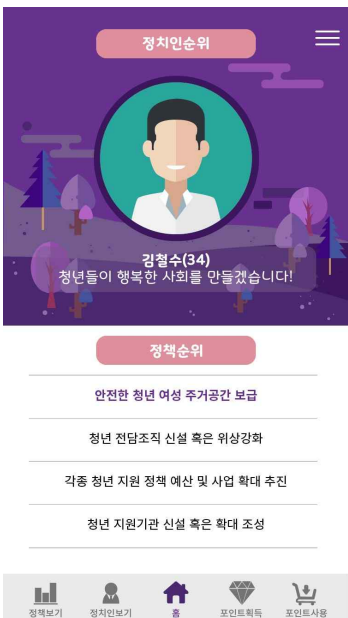 정치인순위
김철수(34)
청년들이 행복한 사회를 만들겠습니다!
정책순위
안전한 청년 여성 주거공간 보급
청년 전담조직 신설 혹은 위상강화
각종 청년 지원 정책 예산 및 사업 확대 추진
청년 지원기관 신설 혹은 확대 조성
정책보기 정치인보기 홈 포인트획득 포인트사용